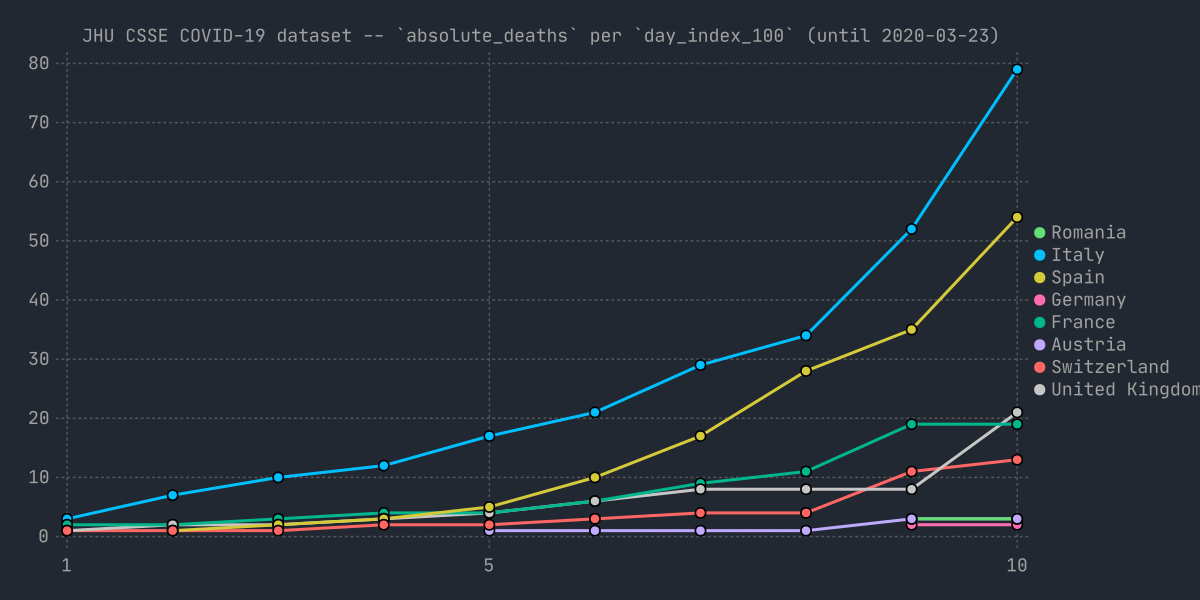 JHU CSSE COVID-19 dataset -- `absolute_deaths` per `day_index_100` (until 2020-03-23)
80
70
60
50
40
30
20
10
0
1
5
10
Romania
Italy
Spain
Germany
France
Austria
Switzerland
United Kingdom